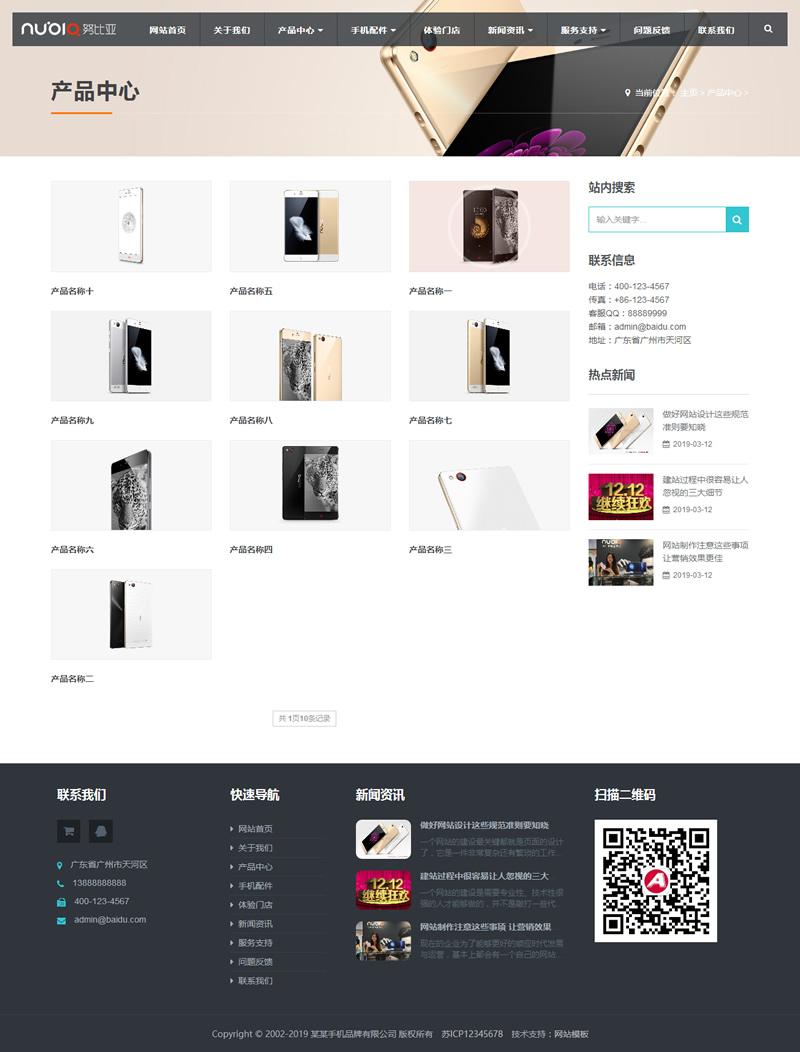 nubia 努比亚 网站首页 关于我们 产品中心 手机配件 体验门店 新闻资讯 服务支持 问题反馈 联系我们
产品中心
当前位置：主页 > 产品中心 >
产品名称十 产品名称五 产品名称一
产品名称九 产品名称八 产品名称七
产品名称六 产品名称四 产品名称三
产品名称二
共 1页10条记录
站内搜索
输入关键字...
联系信息
电话：400-123-4567
传真：+86-123-4567
客服QQ：88889999
邮箱：admin@baidu.com
地址：广东省广州市天河区
热点新闻
做好网站设计这些规范
准则要知晓
2019-03-12
12.12
继续狂欢
建站过程中很容易让人
忽视的三大细节
2019-03-12
网站制作注意这些事项
让营销效果更佳
2019-03-12
联系我们
广东省广州市天河区
13888888888
400-123-4567
admin@baidu.com
快速导航
网站首页
关于我们
产品中心
手机配件
体验门店
新闻资讯
服务支持
问题反馈
联系我们
新闻资讯
做好网站设计这些规范准则要知晓
一个网站的建设最关键都就是页面的设计
了，它是一件非常复杂还有繁琐的工作...
12.12
继续狂欢
建站过程中很容易让人忽视的三大
一个网站的建设是需要专业性、技术性很
强的人才能够做的，并不是敲打一些代...
网站制作注意这些事项 让营销效果
现在的企业为了能够更好的顺应时代发展
与运营，基本上都会有一个自己的网站...
扫描二维码
Copyright © 2002-2019 某某手机品牌有限公司 版权所有 苏ICP12345678 技术支持：网站模板